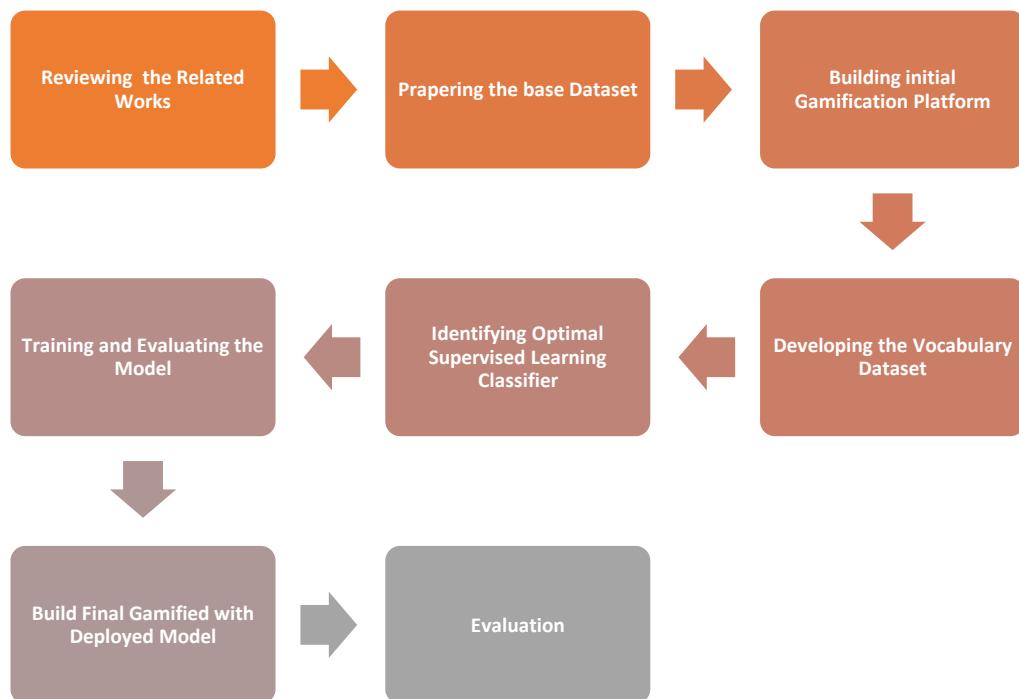 Reviewing the Related
Works
Prapering the base Dataset
Building initial
Gamification Platform
Developing the Vocabulary
Dataset
Identifying Optimal
Supervised Learning
Classifier
Training and Evaluating the
Model
Build Final Gamified with
Deployed Model
Evaluation